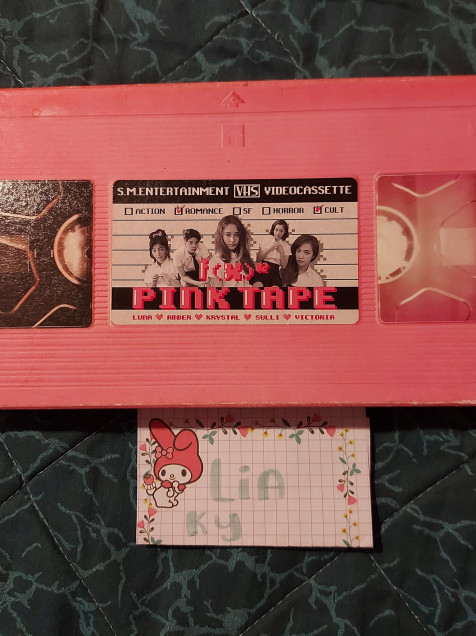 S.M.ENTERTAINMENT VHS VIDEOCASSETTE
ACTION ROMANCE SF HORROR CULT
f(x)
PINK TAPE
LUNA AMBER KRYSTAL SULLI VICTORIA
LiA
KY